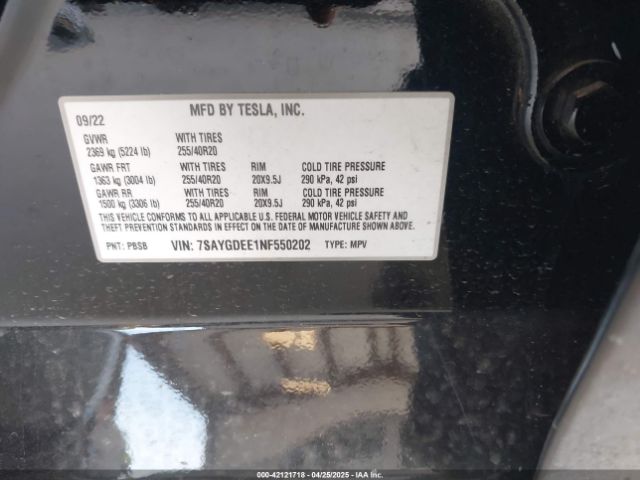 MFD BY TESLA, INC.
09/22
GVWR WITH TIRES
2369 kg (5224 lb) 255/40R20
GAWR FRT WITH TIRES RIM COLD TIRE PRESSURE
1363 kg (3004 lb) 255/40R20 20X9.5J 290 kPa, 42 psi
GAWR RR WITH TIRES RIM COLD TIRE PRESSURE
1500 kg (3306 lb) 255/40R20 20X9.5J 290 kPa, 42 psi
THIS VEHICLE CONFORMS TO ALL APPLICABLE U.S. FEDERAL MOTOR VEHICLE SAFETY AND
THEFT PREVENTION STANDARDS IN EFFECT ON THE DATE OF MANUFACTURE SHOWN ABOVE.
PNT: PBSB VIN: 7SAYGDEE1NF550202 TYPE: MPV
000-42121718 | 04/25/2025 - IAAI.COM